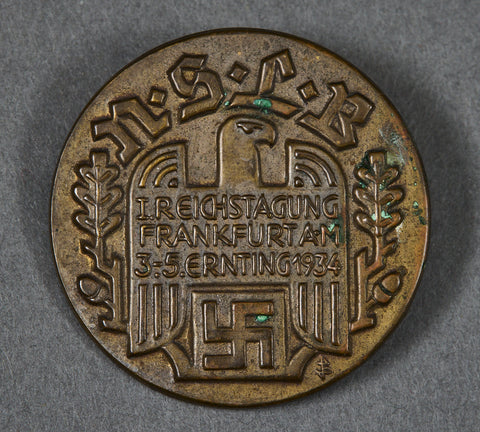 N·S·L·B
I.REICHSTAGUNG
FRANKFURT A·M
3.-5. ERNTING 1934